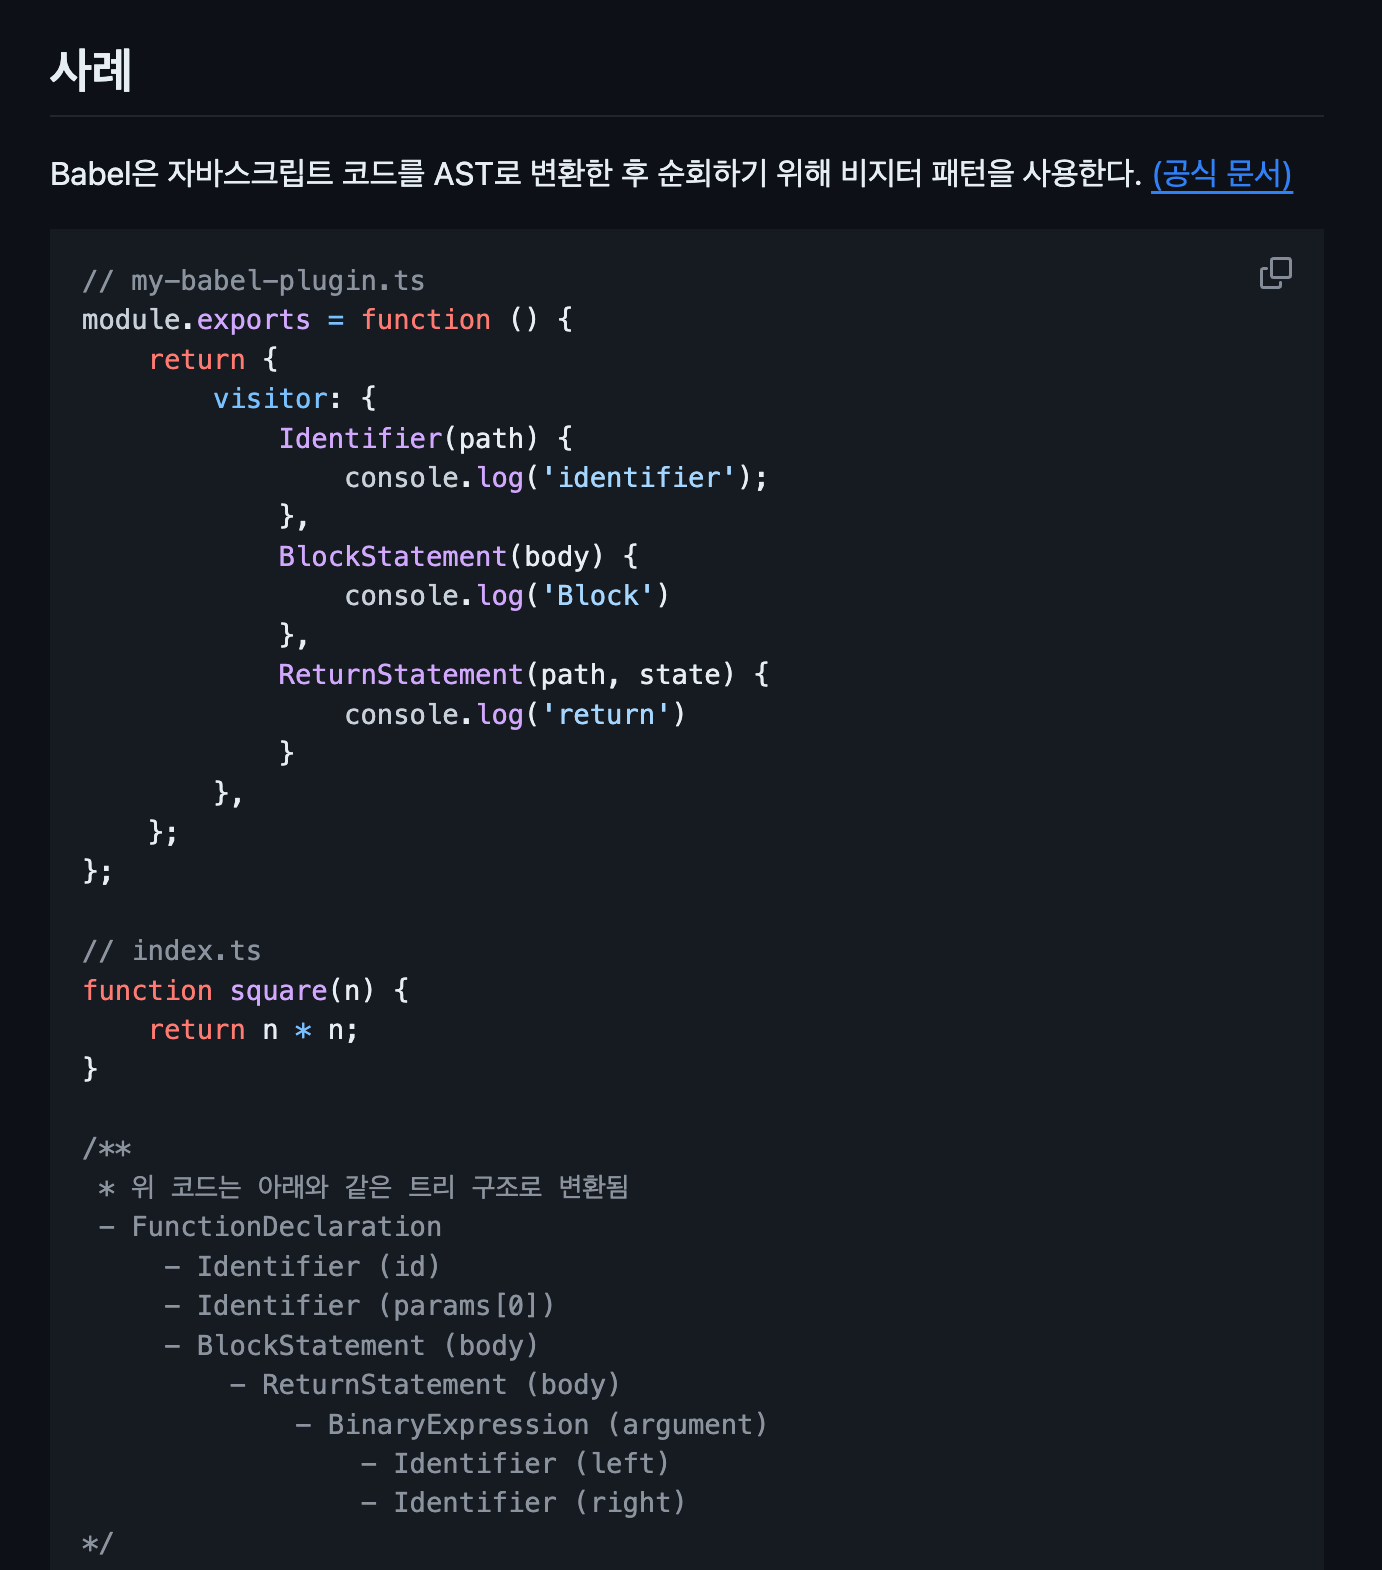 사례
Babel은 자바스크립트 코드를 AST로 변환한 후 순회하기 위해 비지터 패턴을 사용한다. (공식 문서)
// my-babel-plugin.ts
module.exports = function () {
    return {
        visitor: {
            Identifier(path) {
                console.log('identifier');
            },
            BlockStatement(body) {
                console.log('Block')
            },
            ReturnStatement(path, state) {
                console.log('return')
            }
        },
    };
};

// index.ts
function square(n) {
    return n * n;
}

/**
 * 위 코드는 아래와 같은 트리 구조로 변환됨
 - FunctionDeclaration
     - Identifier (id)
     - Identifier (params[0])
     - BlockStatement (body)
         - ReturnStatement (body)
             - BinaryExpression (argument)
                 - Identifier (left)
                 - Identifier (right)
*/